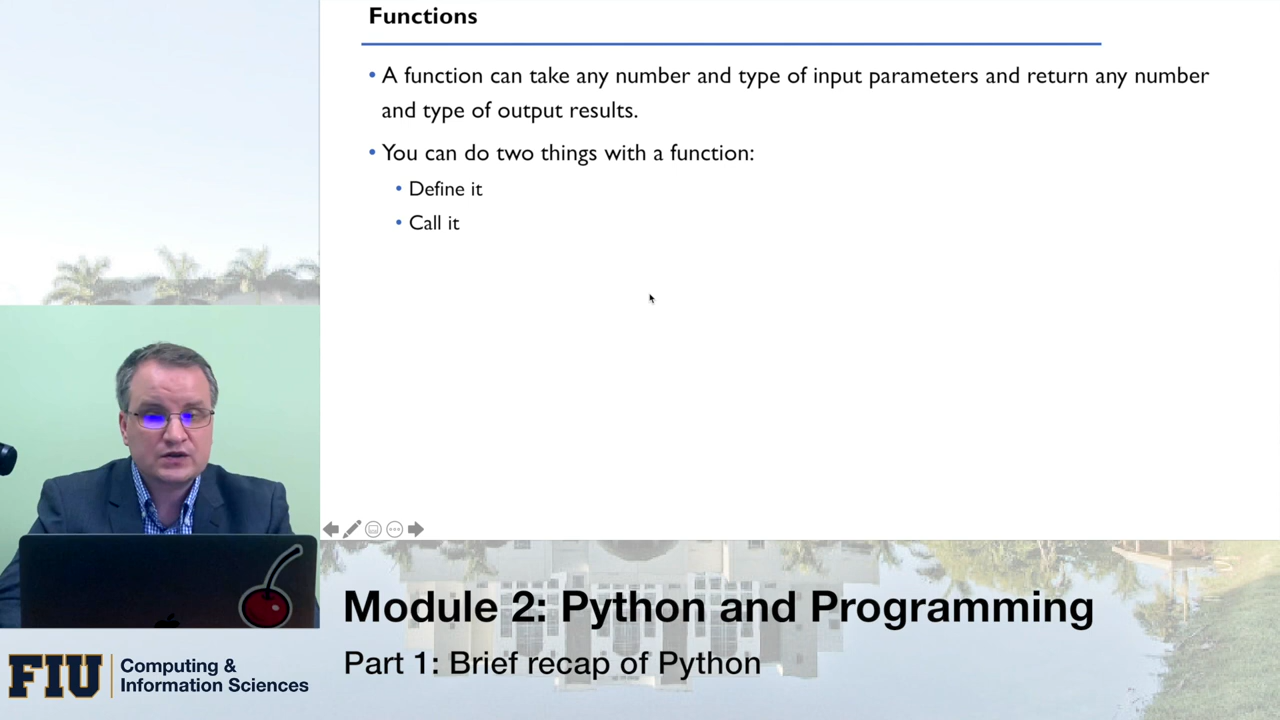 Functions
• A function can take any number and type of input parameters and return any number
and type of output results.
• You can do two things with a function:
• Define it
• Call it
Module 2: Python and Programming
Part 1: Brief recap of Python
FIU
Computing &
Information Sciences